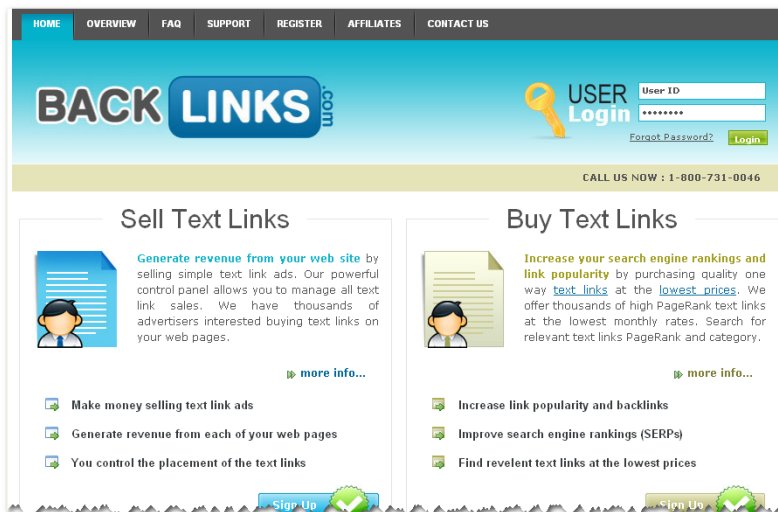 HOME OVERVIEW FAQ SUPPORT REGISTER AFFILIATES CONTACT US
BACK LINKS .com
USER Login
User ID
••••••••
Forgot Password? Login
CALL US NOW : 1-800-731-0046
Sell Text Links
Generate revenue from your web site by
selling simple text link ads. Our powerful
control panel allows you to manage all text
link sales. We have thousands of
advertisers interested buying text links on
your web pages.
more info...
Make money selling text link ads
Generate revenue from each of your web pages
You control the placement of the text links
Sign Up
Buy Text Links
Increase your search engine rankings and
link popularity by purchasing quality one
way text links at the lowest prices. We
offer thousands of high PageRank text links
at the lowest monthly rates. Search for
relevant text links PageRank and category.
more info...
Increase link popularity and backlinks
Improve search engine rankings (SERPs)
Find revelent text links at the lowest prices
Sign Up